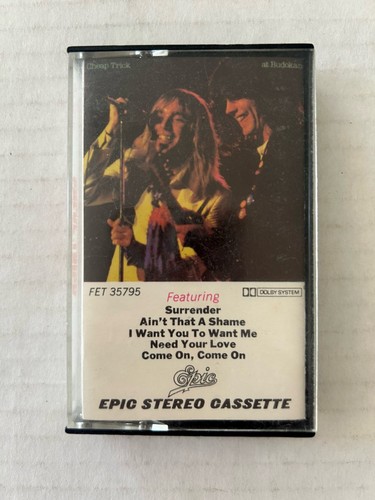 Cheap Trick
at Budokan
FET 35795
DOLBY SYSTEM
Featuring
Surrender
Ain't That A Shame
I Want You To Want Me
Need Your Love
Come On, Come On
Epic
EPIC STEREO CASSETTE